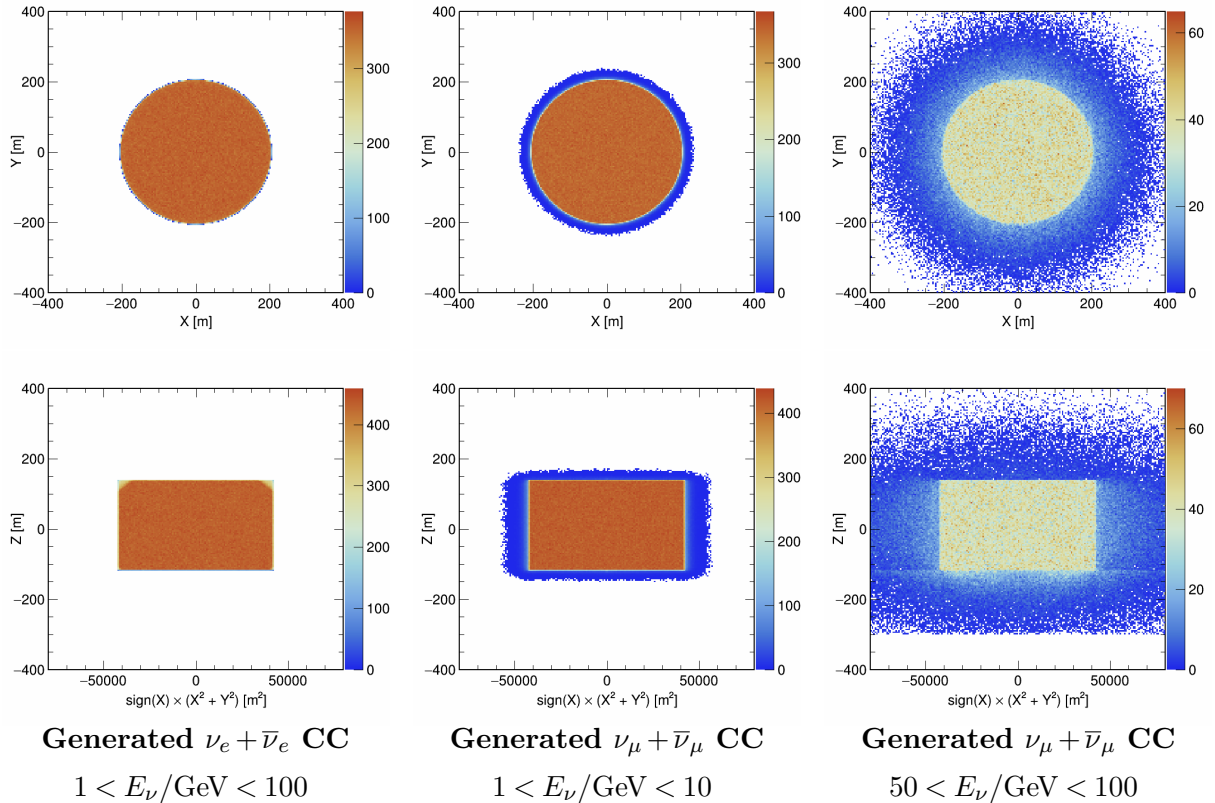 400
200
0
−200
−400
Y [m]
−400 −200 0 200 400
X [m]
300
200
100
0
400
200
0
−200
−400
Y [m]
−400 −200 0 200 400
X [m]
300
200
100
0
400
200
0
−200
−400
Y [m]
−400 −200 0 200 400
X [m]
60
40
20
0
400
200
0
−200
−400
Z [m]
−50000 0 50000
sign(X) × (X² + Y²) [m²]
400
300
200
100
0
400
200
0
−200
−400
Z [m]
−50000 0 50000
sign(X) × (X² + Y²) [m²]
400
300
200
100
0
400
200
0
−200
−400
Z [m]
−50000 0 50000
sign(X) × (X² + Y²) [m²]
60
40
20
0
Generated νₑ + ν̅ₑ CC
1 < E_ν/GeV < 100
Generated ν_μ + ν̅_μ CC
1 < E_ν/GeV < 10
Generated ν_μ + ν̅_μ CC
50 < E_ν/GeV < 100